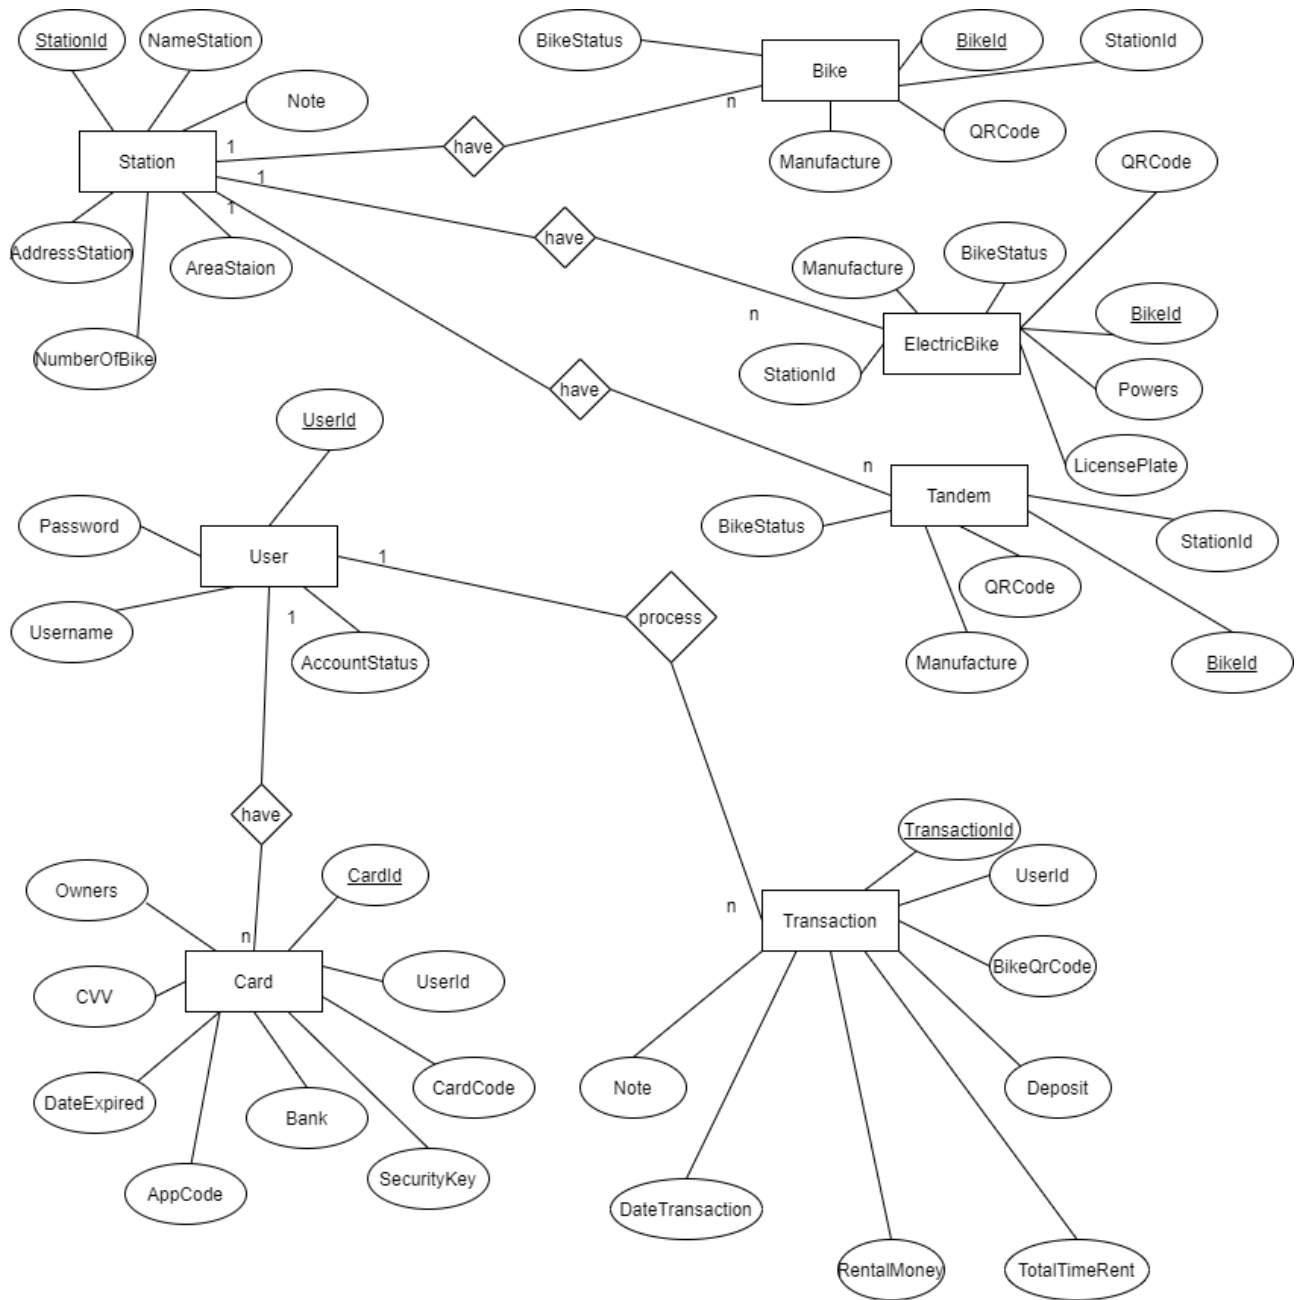 StationId
NameStation
Note
Station
AddressStation
AreaStaion
NumberOfBike
1
1
1
have
have
have
n
n
n
BikeStatus
Bike
BikeId
StationId
QRCode
Manufacture
QRCode
BikeStatus
Manufacture
BikeId
ElectricBike
StationId
Powers
LicensePlate
Tandem
BikeStatus
StationId
QRCode
Manufacture
BikeId
UserId
Password
User
Username
AccountStatus
1
1
process
n
have
n
Owners
CardId
CVV
Card
UserId
DateExpired
CardCode
Bank
AppCode
SecurityKey
TransactionId
UserId
Transaction
BikeQrCode
Note
Deposit
DateTransaction
RentalMoney
TotalTimeRent